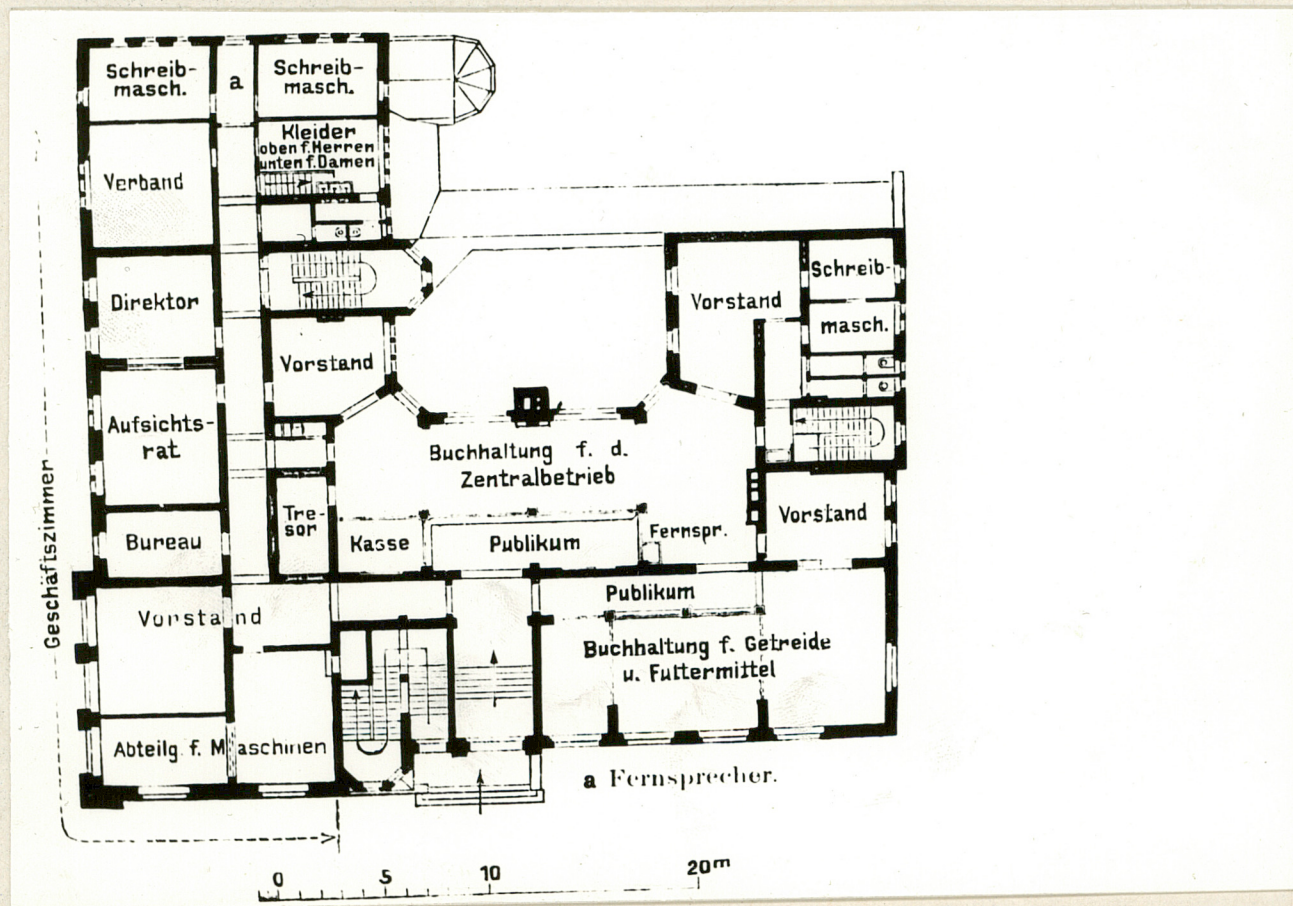 Schreib-
masch.
a
Schreib-
masch.
Kleider
oben f. Herren
unten f. Damen
Verband
Direktor
Vorstand
Vorstand
Schreib-
masch.
Aufsichts-
rat
Buchhaltung f. d.
Zentralbetrieb
Tre-
sor
Bureau
Kasse
Publikum
Fernspr.
Vorstand
Geschäftszimmer
Vorstand
Publikum
Buchhaltung f. Getreide
u. Futtermittel
Abteilg. f. Maschinen
a Fernsprecher.
0 5 10 20m